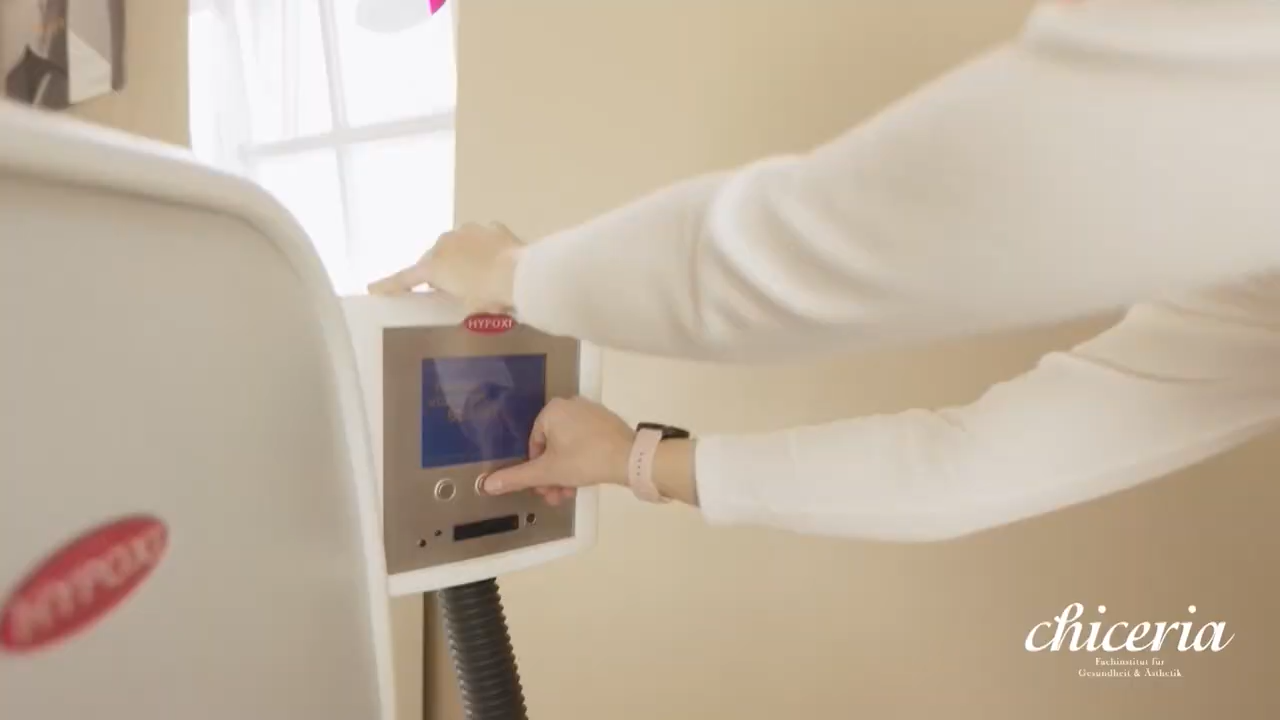 HYPOXI
HYPOXI
chiceria
Fachinstitut für
Gesundheit & Ästhetik